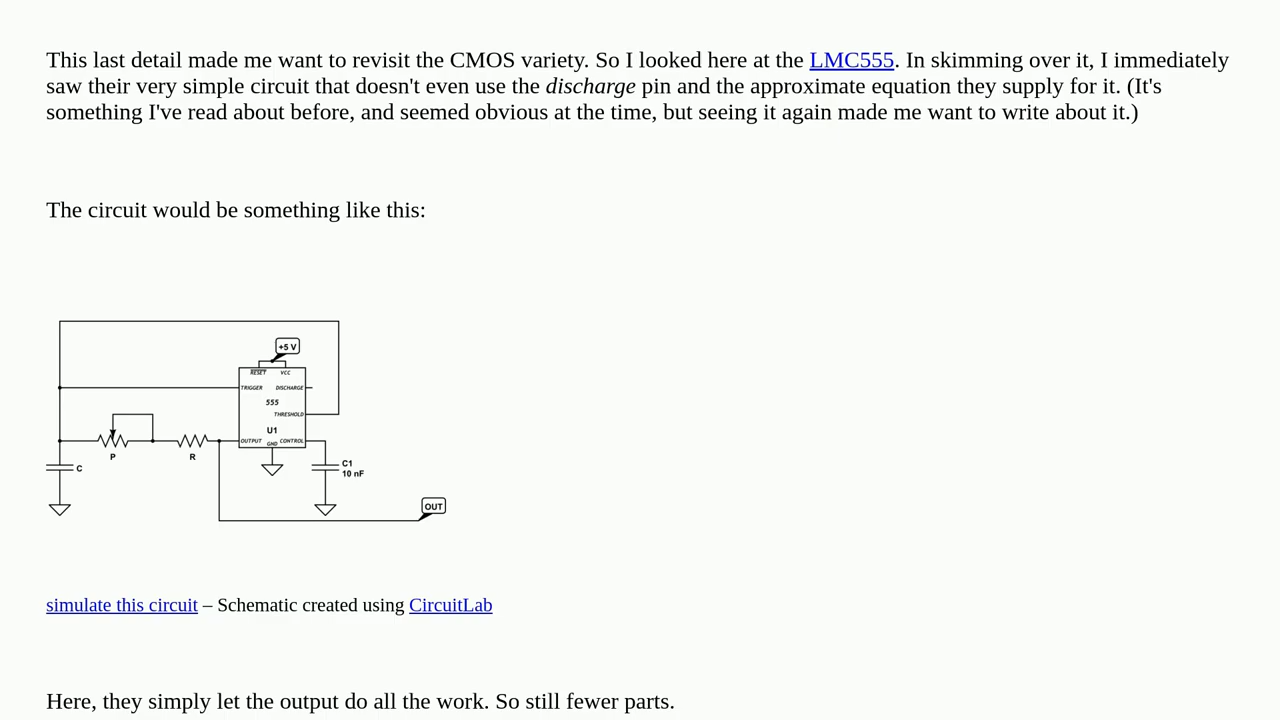 This last detail made me want to revisit the CMOS variety. So I looked here at the LMC555. In skimming over it, I immediately
saw their very simple circuit that doesn't even use the discharge pin and the approximate equation they supply for it. (It's
something I've read about before, and seemed obvious at the time, but seeing it again made me want to write about it.)
The circuit would be something like this:
+5 V
RESET VCC
TRIGGER DISCHARGE
555
THRESHOLD
U1
OUTPUT GND CONTROL
P R
C
C1
10 nF
OUT
simulate this circuit – Schematic created using CircuitLab
Here, they simply let the output do all the work. So still fewer parts.